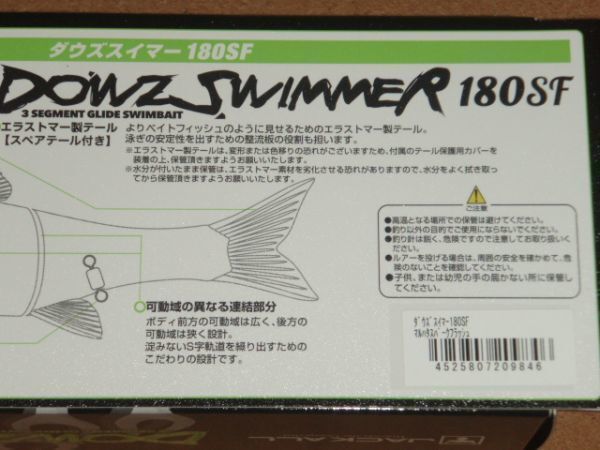 ダウズスイマー180SF
DOWZ SWIMMER 180SF
3 SEGMENT GLIDE SWIMBAIT
エラストマー製テール
【スペアテール付き】
よりベイトフィッシュのように見せるためのエラストマー製テール。
泳ぎの安定性を出すための整流板の役割も担います。
※エラストマー製テールは、変形または色移りの恐れがございますため、付属のテール保護用カバーを
装着の上、保管頂きますようお願いいたします。
※水分が付いたまま保管は、エラストマー素材を劣化させる恐れがありますので、水分をよく拭き取っ
てから保管頂きますようお願いいたします。
ご注意
●高温となる場所での保管は避けてください。
●釣り以外の目的でご使用にならないでください。
●釣り針は鋭く、危険ですので注意してお取り扱いく
ださい。
●ルアーを投げる場合は、周囲の安全を確かめて、危
険のないことを確認してください。
●子供、または幼児の手の届かない所に保管し
てください。
可動域の異なる連結部分
ボディ前方の可動域は広く、後方の
可動域は狭く設計。
淀みないS字軌道を繰り出すための
こだわりの設計です。
ダウズスイマー180SF
マルハタスパークフラッシュ
4525807209846
DOWZ
JACKALL